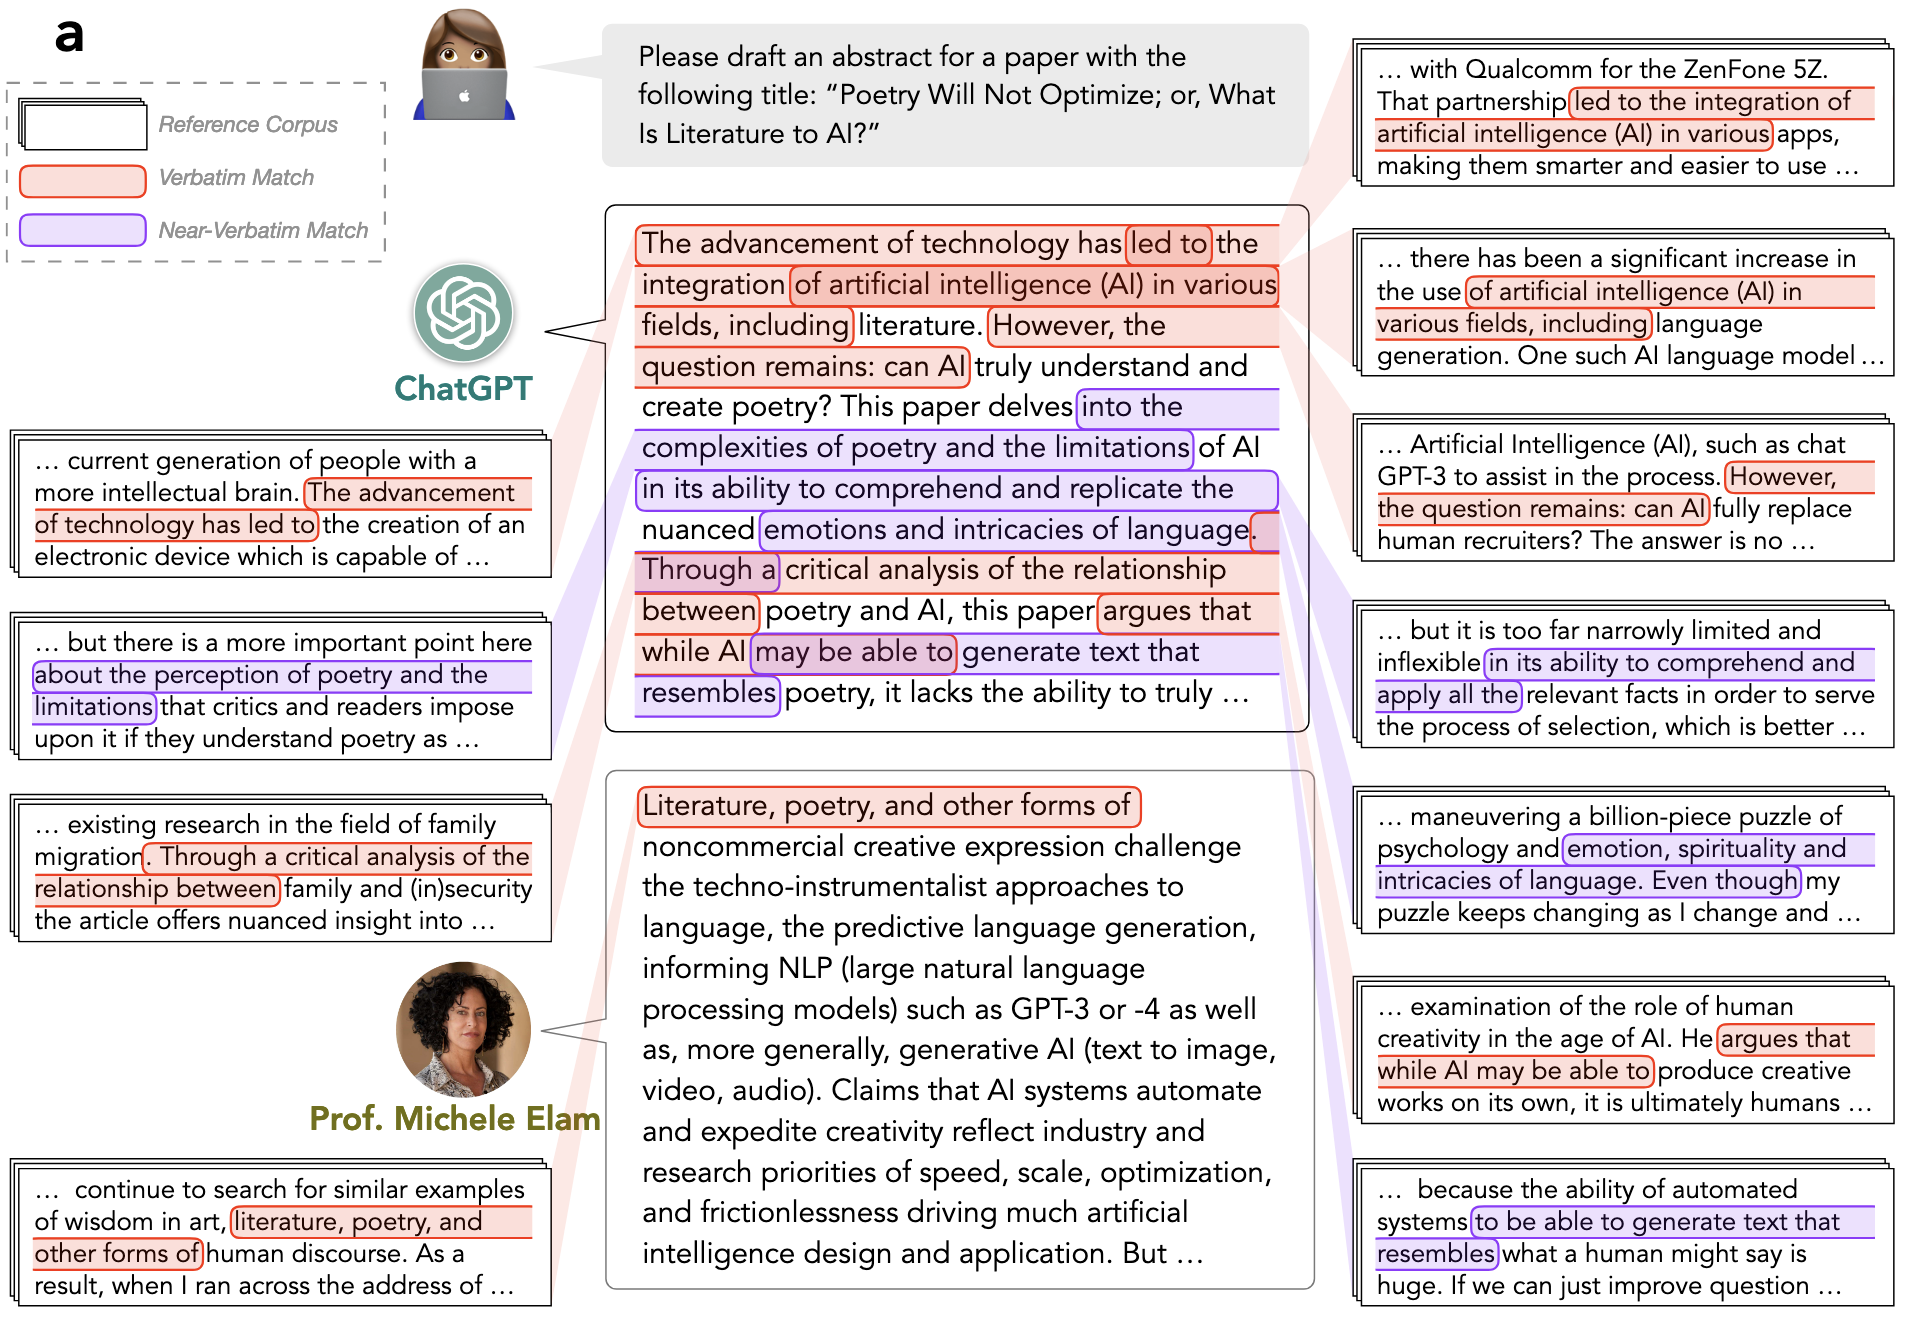 a
Reference Corpus
Verbatim Match
Near-Verbatim Match
Please draft an abstract for a paper with the
following title: “Poetry Will Not Optimize; or, What
Is Literature to AI?”
ChatGPT
The advancement of technology has led to the
integration of artificial intelligence (AI) in various
fields, including literature. However, the
question remains: can AI truly understand and
create poetry? This paper delves into the
complexities of poetry and the limitations of AI
in its ability to comprehend and replicate the
nuanced emotions and intricacies of language.
Through a critical analysis of the relationship
between poetry and AI, this paper argues that
while AI may be able to generate text that
resembles poetry, it lacks the ability to truly …
… current generation of people with a
more intellectual brain. The advancement
of technology has led to the creation of an
electronic device which is capable of …
… but there is a more important point here
about the perception of poetry and the
limitations that critics and readers impose
upon it if they understand poetry as …
… existing research in the field of family
migration. Through a critical analysis of the
relationship between family and (in)security
the article offers nuanced insight into …
Prof. Michele Elam
Literature, poetry, and other forms of
noncommercial creative expression challenge
the techno-instrumentalist approaches to
language, the predictive language generation,
informing NLP (large natural language
processing models) such as GPT-3 or -4 as well
as, more generally, generative AI (text to image,
video, audio). Claims that AI systems automate
and expedite creativity reflect industry and
research priorities of speed, scale, optimization,
and frictionlessness driving much artificial
intelligence design and application. But …
… continue to search for similar examples
of wisdom in art, literature, poetry, and
other forms of human discourse. As a
result, when I ran across the address of …
… with Qualcomm for the ZenFone 5Z.
That partnership led to the integration of
artificial intelligence (AI) in various apps,
making them smarter and easier to use …
… there has been a significant increase in
the use of artificial intelligence (AI) in
various fields, including language
generation. One such AI language model …
… Artificial Intelligence (AI), such as chat
GPT-3 to assist in the process. However,
the question remains: can AI fully replace
human recruiters? The answer is no …
… but it is too far narrowly limited and
inflexible in its ability to comprehend and
apply all the relevant facts in order to serve
the process of selection, which is better …
… maneuvering a billion-piece puzzle of
psychology and emotion, spirituality and
intricacies of language. Even though my
puzzle keeps changing as I change and …
… examination of the role of human
creativity in the age of AI. He argues that
while AI may be able to produce creative
works on its own, it is ultimately humans …
… because the ability of automated
systems to be able to generate text that
resembles what a human might say is
huge. If we can just improve question …